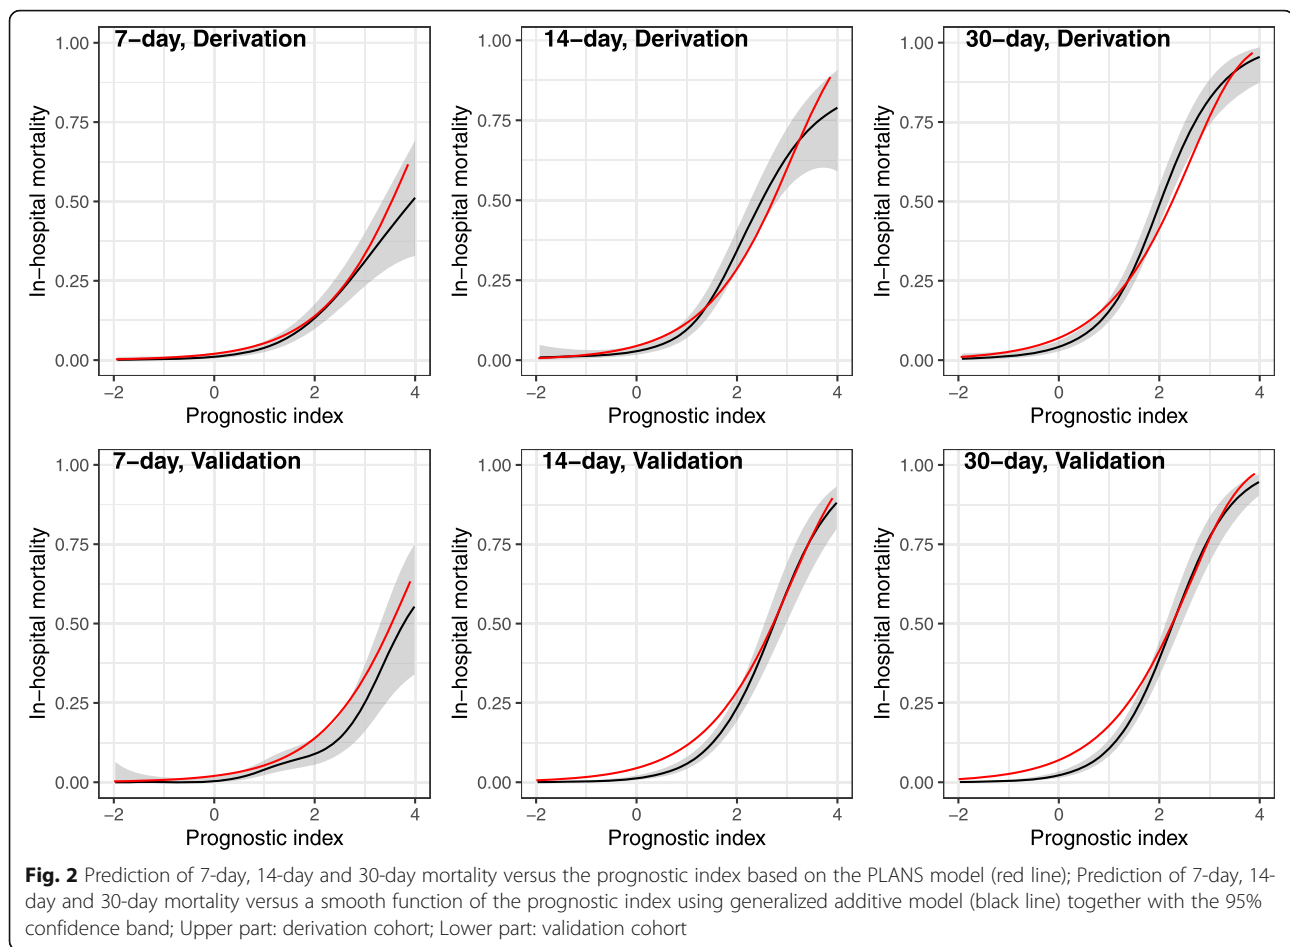 7−day, Derivation
14−day, Derivation
30−day, Derivation
In−hospital mortality
1.00
0.75
0.50
0.25
0.00
−2 0 2 4
Prognostic index
In−hospital mortality
1.00
0.75
0.50
0.25
0.00
−2 0 2 4
Prognostic index
In−hospital mortality
1.00
0.75
0.50
0.25
0.00
−2 0 2 4
Prognostic index
7−day, Validation
14−day, Validation
30−day, Validation
In−hospital mortality
1.00
0.75
0.50
0.25
0.00
−2 0 2 4
Prognostic index
In−hospital mortality
1.00
0.75
0.50
0.25
0.00
−2 0 2 4
Prognostic index
In−hospital mortality
1.00
0.75
0.50
0.25
0.00
−2 0 2 4
Prognostic index
Fig. 2 Prediction of 7-day, 14-day and 30-day mortality versus the prognostic index based on the PLANS model (red line); Prediction of 7-day, 14-
day and 30-day mortality versus a smooth function of the prognostic index using generalized additive model (black line) together with the 95%
confidence band; Upper part: derivation cohort; Lower part: validation cohort